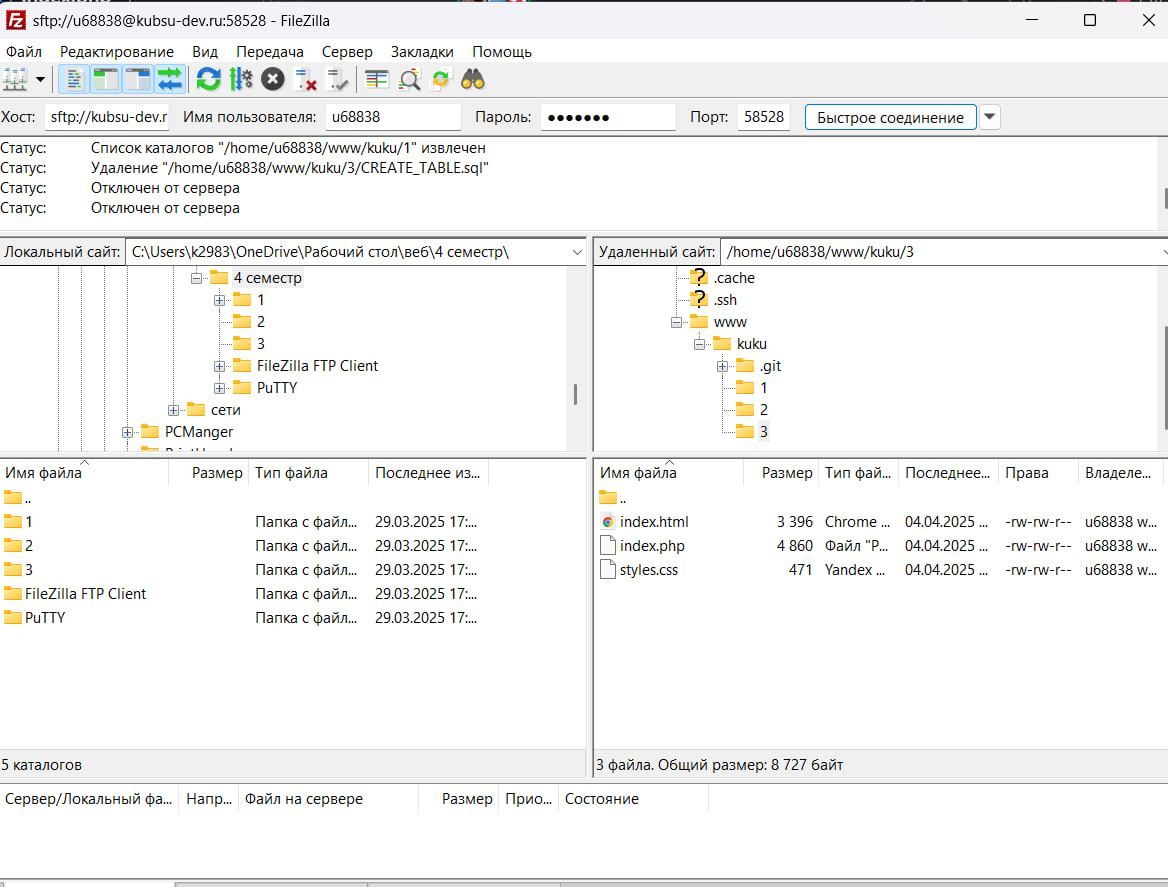 sftp://u68838@kubsu-dev.ru:58528 - FileZilla
Файл Редактирование Вид Передача Сервер Закладки Помощь
Хост: sftp://kubsu-dev.r Имя пользователя: u68838 Пароль: ●●●●●●● Порт: 58528 Быстрое соединение
Статус: Список каталогов "/home/u68838/www/kuku/1" извлечен
Статус: Удаление "/home/u68838/www/kuku/3/CREATE_TABLE.sql"
Статус: Отключен от сервера
Статус: Отключен от сервера
Локальный сайт: C:\Users\k2983\OneDrive\Рабочий стол\веб\4 семестр\
4 семестр
1
2
3
FileZilla FTP Client
PuTTY
сети
PCManger
Удаленный сайт: /home/u68838/www/kuku/3
? .cache
? .ssh
www
kuku
.git
1
2
3
Имя файла Размер Тип файла Последнее из...
..
1 Папка с файл... 29.03.2025 17:...
2 Папка с файл... 29.03.2025 17:...
3 Папка с файл... 29.03.2025 17:...
FileZilla FTP Client Папка с файл... 29.03.2025 17:...
PuTTY Папка с файл... 29.03.2025 17:...
5 каталогов
Имя файла Размер Тип фай... Последнее... Права Владеле...
..
index.html 3 396 Chrome ... 04.04.2025 ... -rw-rw-r-- u68838 w...
index.php 4 860 Файл "P... 04.04.2025 ... -rw-rw-r-- u68838 w...
styles.css 471 Yandex ... 04.04.2025 ... -rw-rw-r-- u68838 w...
3 файла. Общий размер: 8 727 байт
Сервер/Локальный фа... Напр... Файл на сервере Размер Прио... Состояние